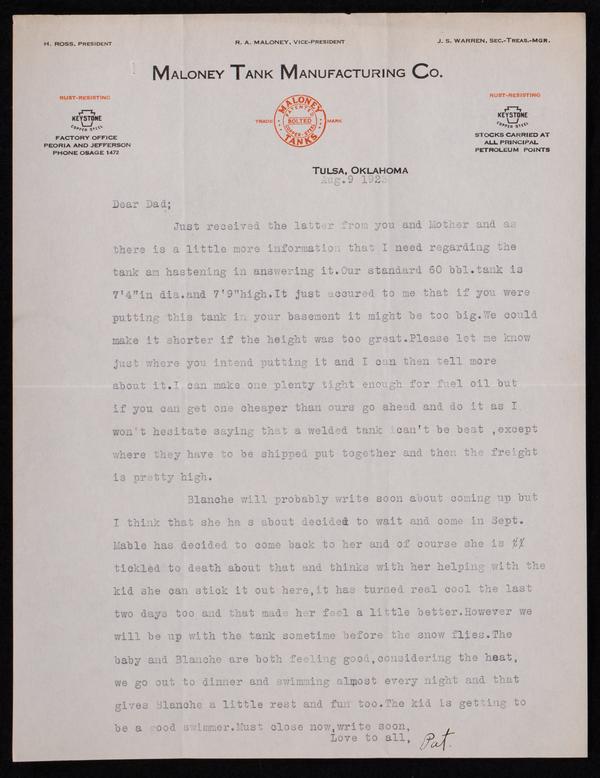 H. ROSS, PRESIDENT
R. A. MALONEY, VICE-PRESIDENT
J. S. WARREN, SEC.-TREAS.-MGR.
MALONEY TANK MANUFACTURING CO.
RUST-RESISTING
KEYSTONE
COPPER STEEL
FACTORY OFFICE
PEORIA AND JEFFERSON
PHONE OSAGE 1472
TRADE MARK
MALONEY
PATENTED
BOLTED
COPPER-STEEL
TANKS
RUST-RESISTING
KEYSTONE
COPPER STEEL
STOCKS CARRIED AT
ALL PRINCIPAL
PETROLEUM POINTS
TULSA, OKLAHOMA
Aug.9 192
Dear Dad;
Just received the latter from you and Mother and as
there is a little more information that I need regarding the
tank am hastening in answering it.Our standard 60 bbl.tank is
7'4"in dia.and 7'9"high.It just accured to me that if you were
putting this tank in your basement it might be too big.We could
make it shorter if the height was too great.Please let me know
just where you intend putting it and I can then tell more
about it.I can make one plenty tight enough for fuel oil but
if you can get one cheaper than ours go ahead and do it as I
won't hesitate saying that a welded tank can't be beat ,except
where they have to be shipped put together and then the freight
is pretty high.
Blanche will probably write soon about coming up but
I think that she ha s about decided to wait and come in Sept.
Mable has decided to come back to her and of course she is
tickled to death about that and thinks with her helping with the
kid she can stick it out here,it has turned real cool the last
two days too and that made her feel a little better.However we
will be up with the tank sometime before the snow flies.The
baby and Blanche are both feeling good,considering the heat,
we go out to dinner and swimming almost every night and that
gives Blanche a little rest and fun too.The kid is getting to
be a good swimmer.Must close now,write soon,
Love to all, Pat.